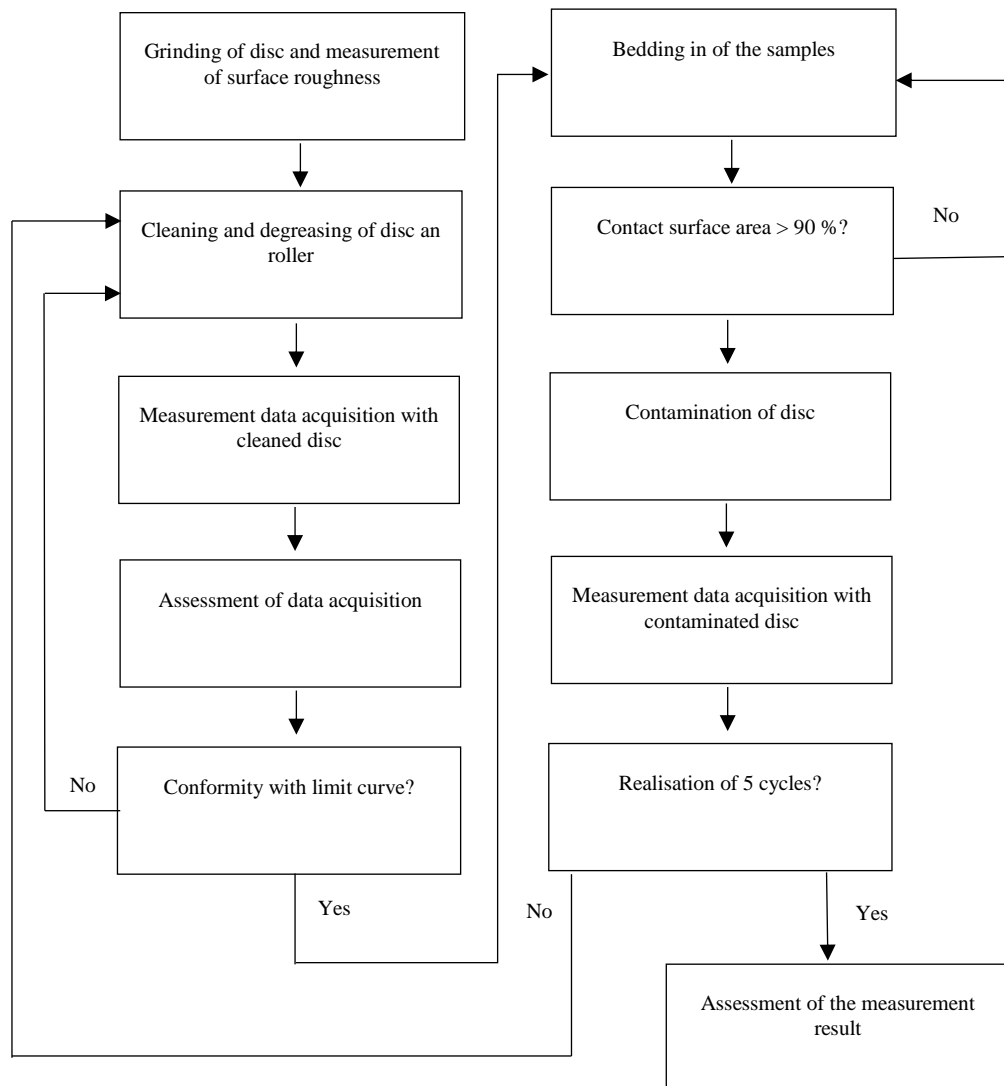 Grinding of disc and measurement
of surface roughness
Cleaning and degreasing of disc an
roller
Measurement data acquisition with
cleaned disc
Assessment of data acquisition
No
Conformity with limit curve?
Yes
Bedding in of the samples
Contact surface area > 90 %?
No
Contamination of disc
Measurement data acquisition with
contaminated disc
Realisation of 5 cycles?
No
Yes
Assessment of the measurement
result